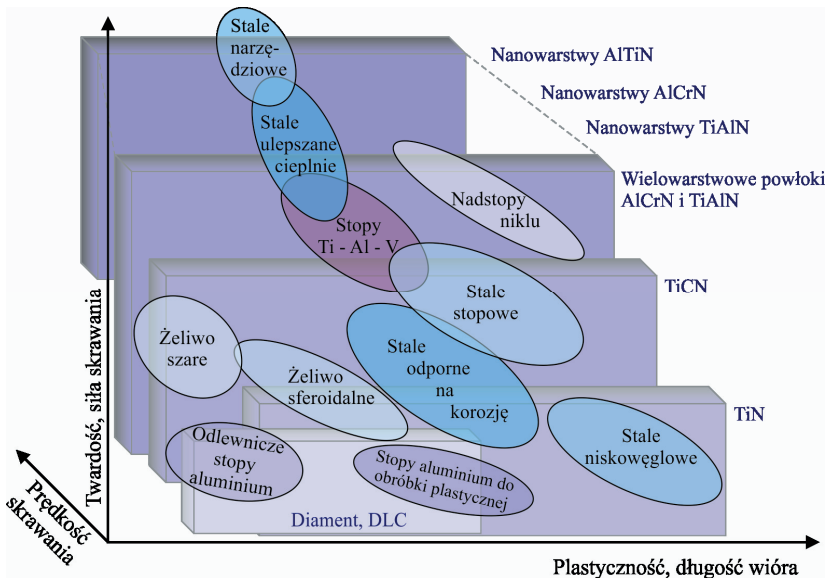 Stale
narzę-
dziowe
Nanowarstwy AlTiN
Nanowarstwy AlCrN
Nanowarstwy TiAlN
Stale
ulepszane
cieplnie
Wielowarstwowe powłoki
AlCrN i TiAlN
Nadstopy
niklu
Stopy
Ti - Al - V
TiCN
Stale
stopowe
Żeliwo
szare
Stale
odporne
na
korozję
Żeliwo
sferoidalne
TiN
Stale
niskowęglowe
Odlewnicze
stopy
aluminium
Stopy aluminium do
obróbki plastycznej
Diament, DLC
Twardość, siła skrawania
Prędkość
skrawania
Plastyczność, długość wióra